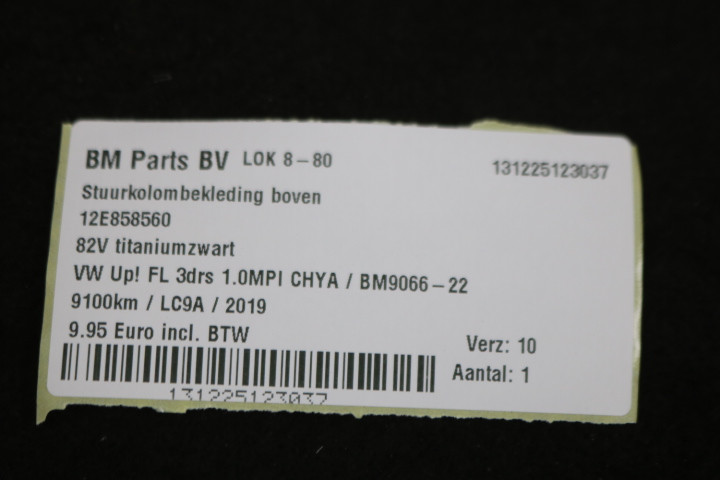 BM Parts BV LOK 8-80 131225123037
Stuurkolombekleding boven
12E858560
82V titaniumzwart
VW Up! FL 3drs 1.0MPI CHYA / BM9066-22
9100km / LC9A / 2019
9.95 Euro incl. BTW
Verz: 10
Aantal: 1
131225123037